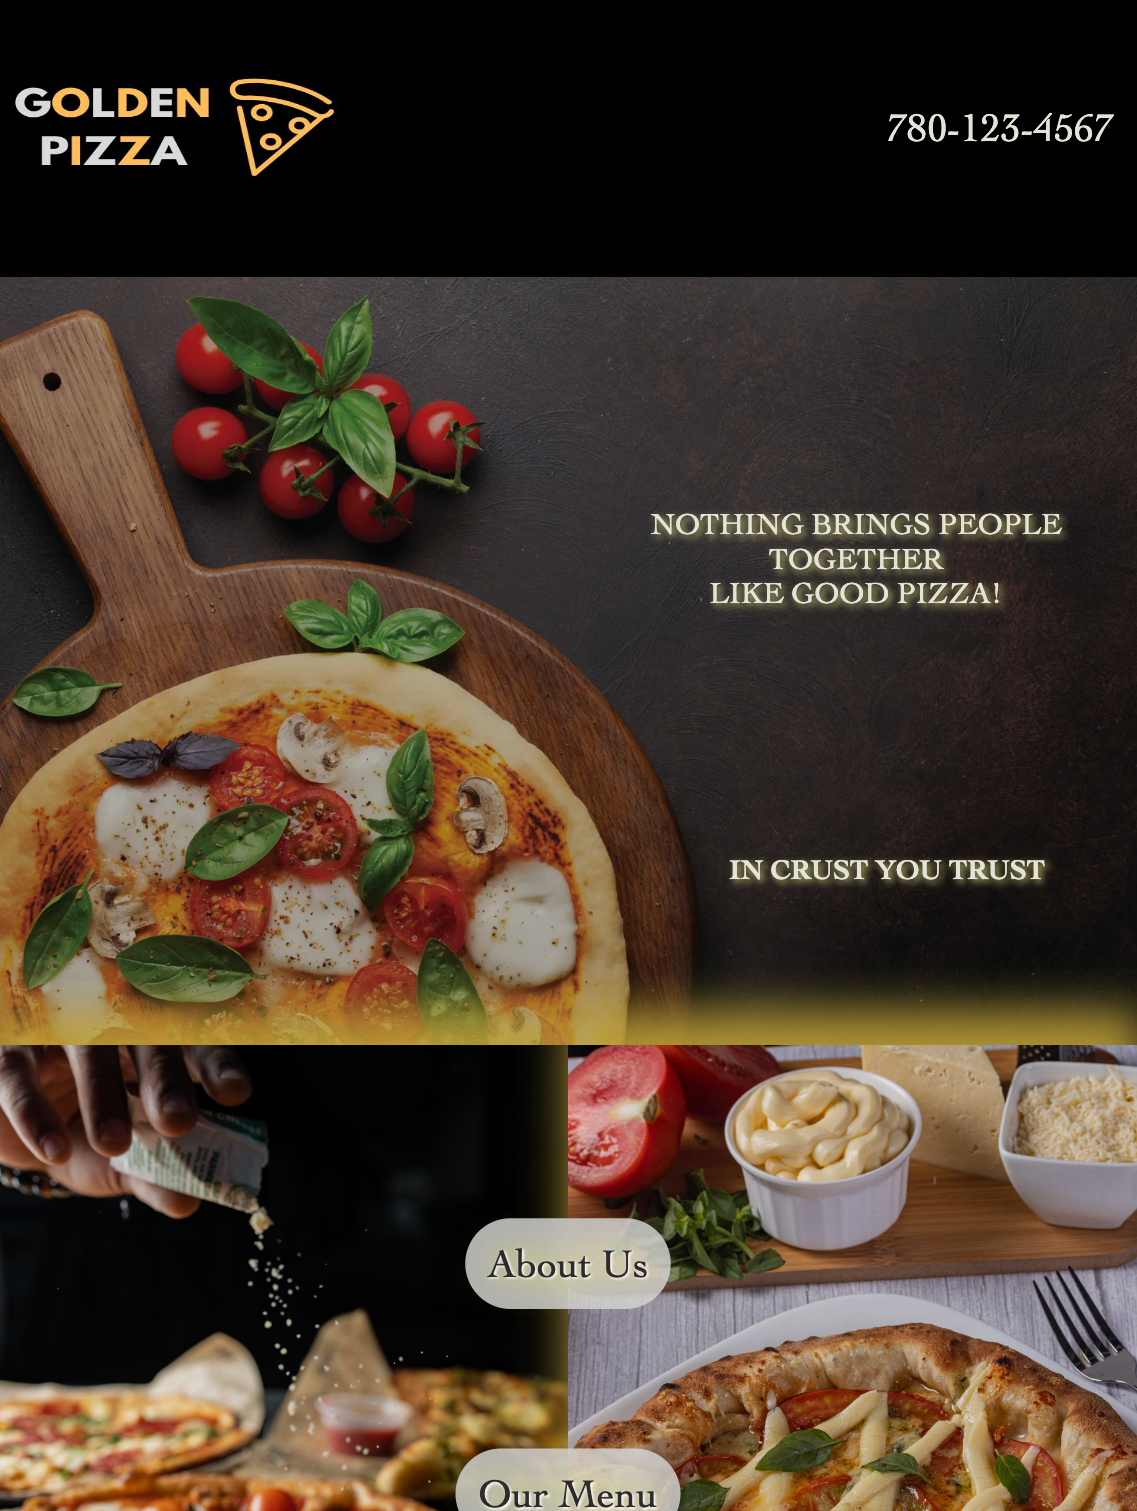 GOLDEN
PIZZA
780-123-4567
NOTHING BRINGS PEOPLE
TOGETHER
LIKE GOOD PIZZA!
IN CRUST YOU TRUST
About Us
Our Menu